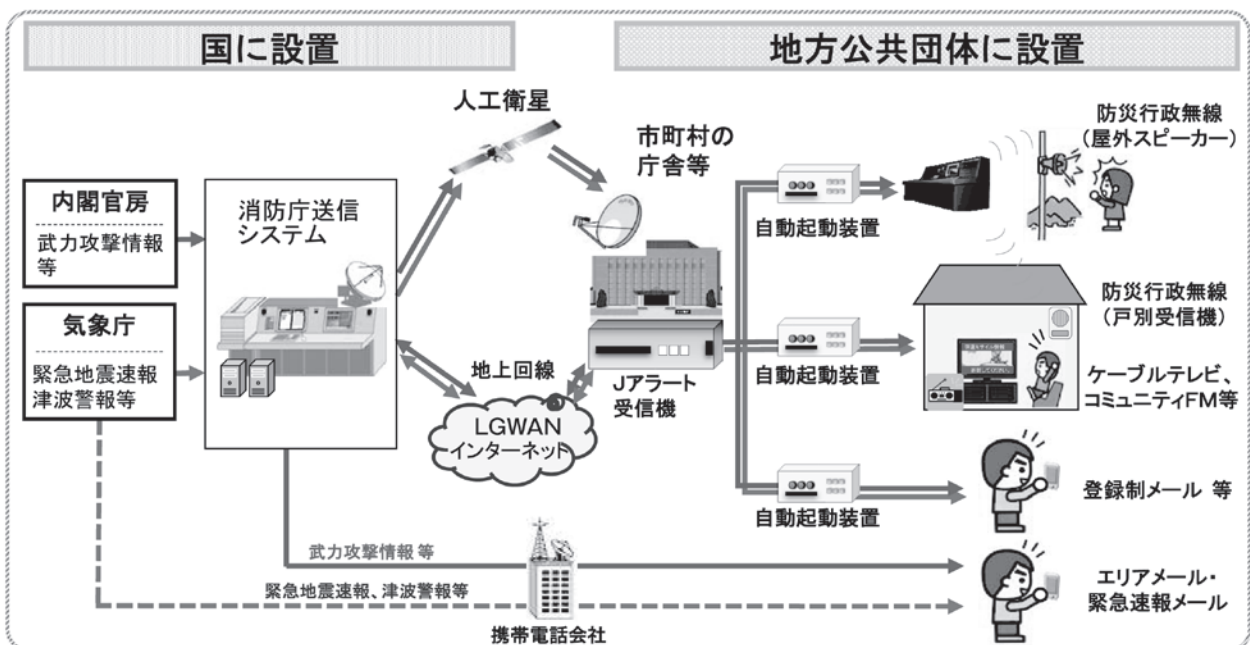 国に設置
地方公共団体に設置
人工衛星
市町村の
庁舎等
防災行政無線
(屋外スピーカー)
内閣官房
武力攻撃情報
等
消防庁送信
システム
自動起動装置
気象庁
緊急地震速報
津波警報等
地上回線
LGWAN
インターネット
Jアラート
受信機
自動起動装置
防災行政無線
(戸別受信機)
ケーブルテレビ、
コミュニティFM等
自動起動装置
登録制メール 等
武力攻撃情報 等
緊急地震速報、津波警報等
携帯電話会社
エリアメール・
緊急速報メール